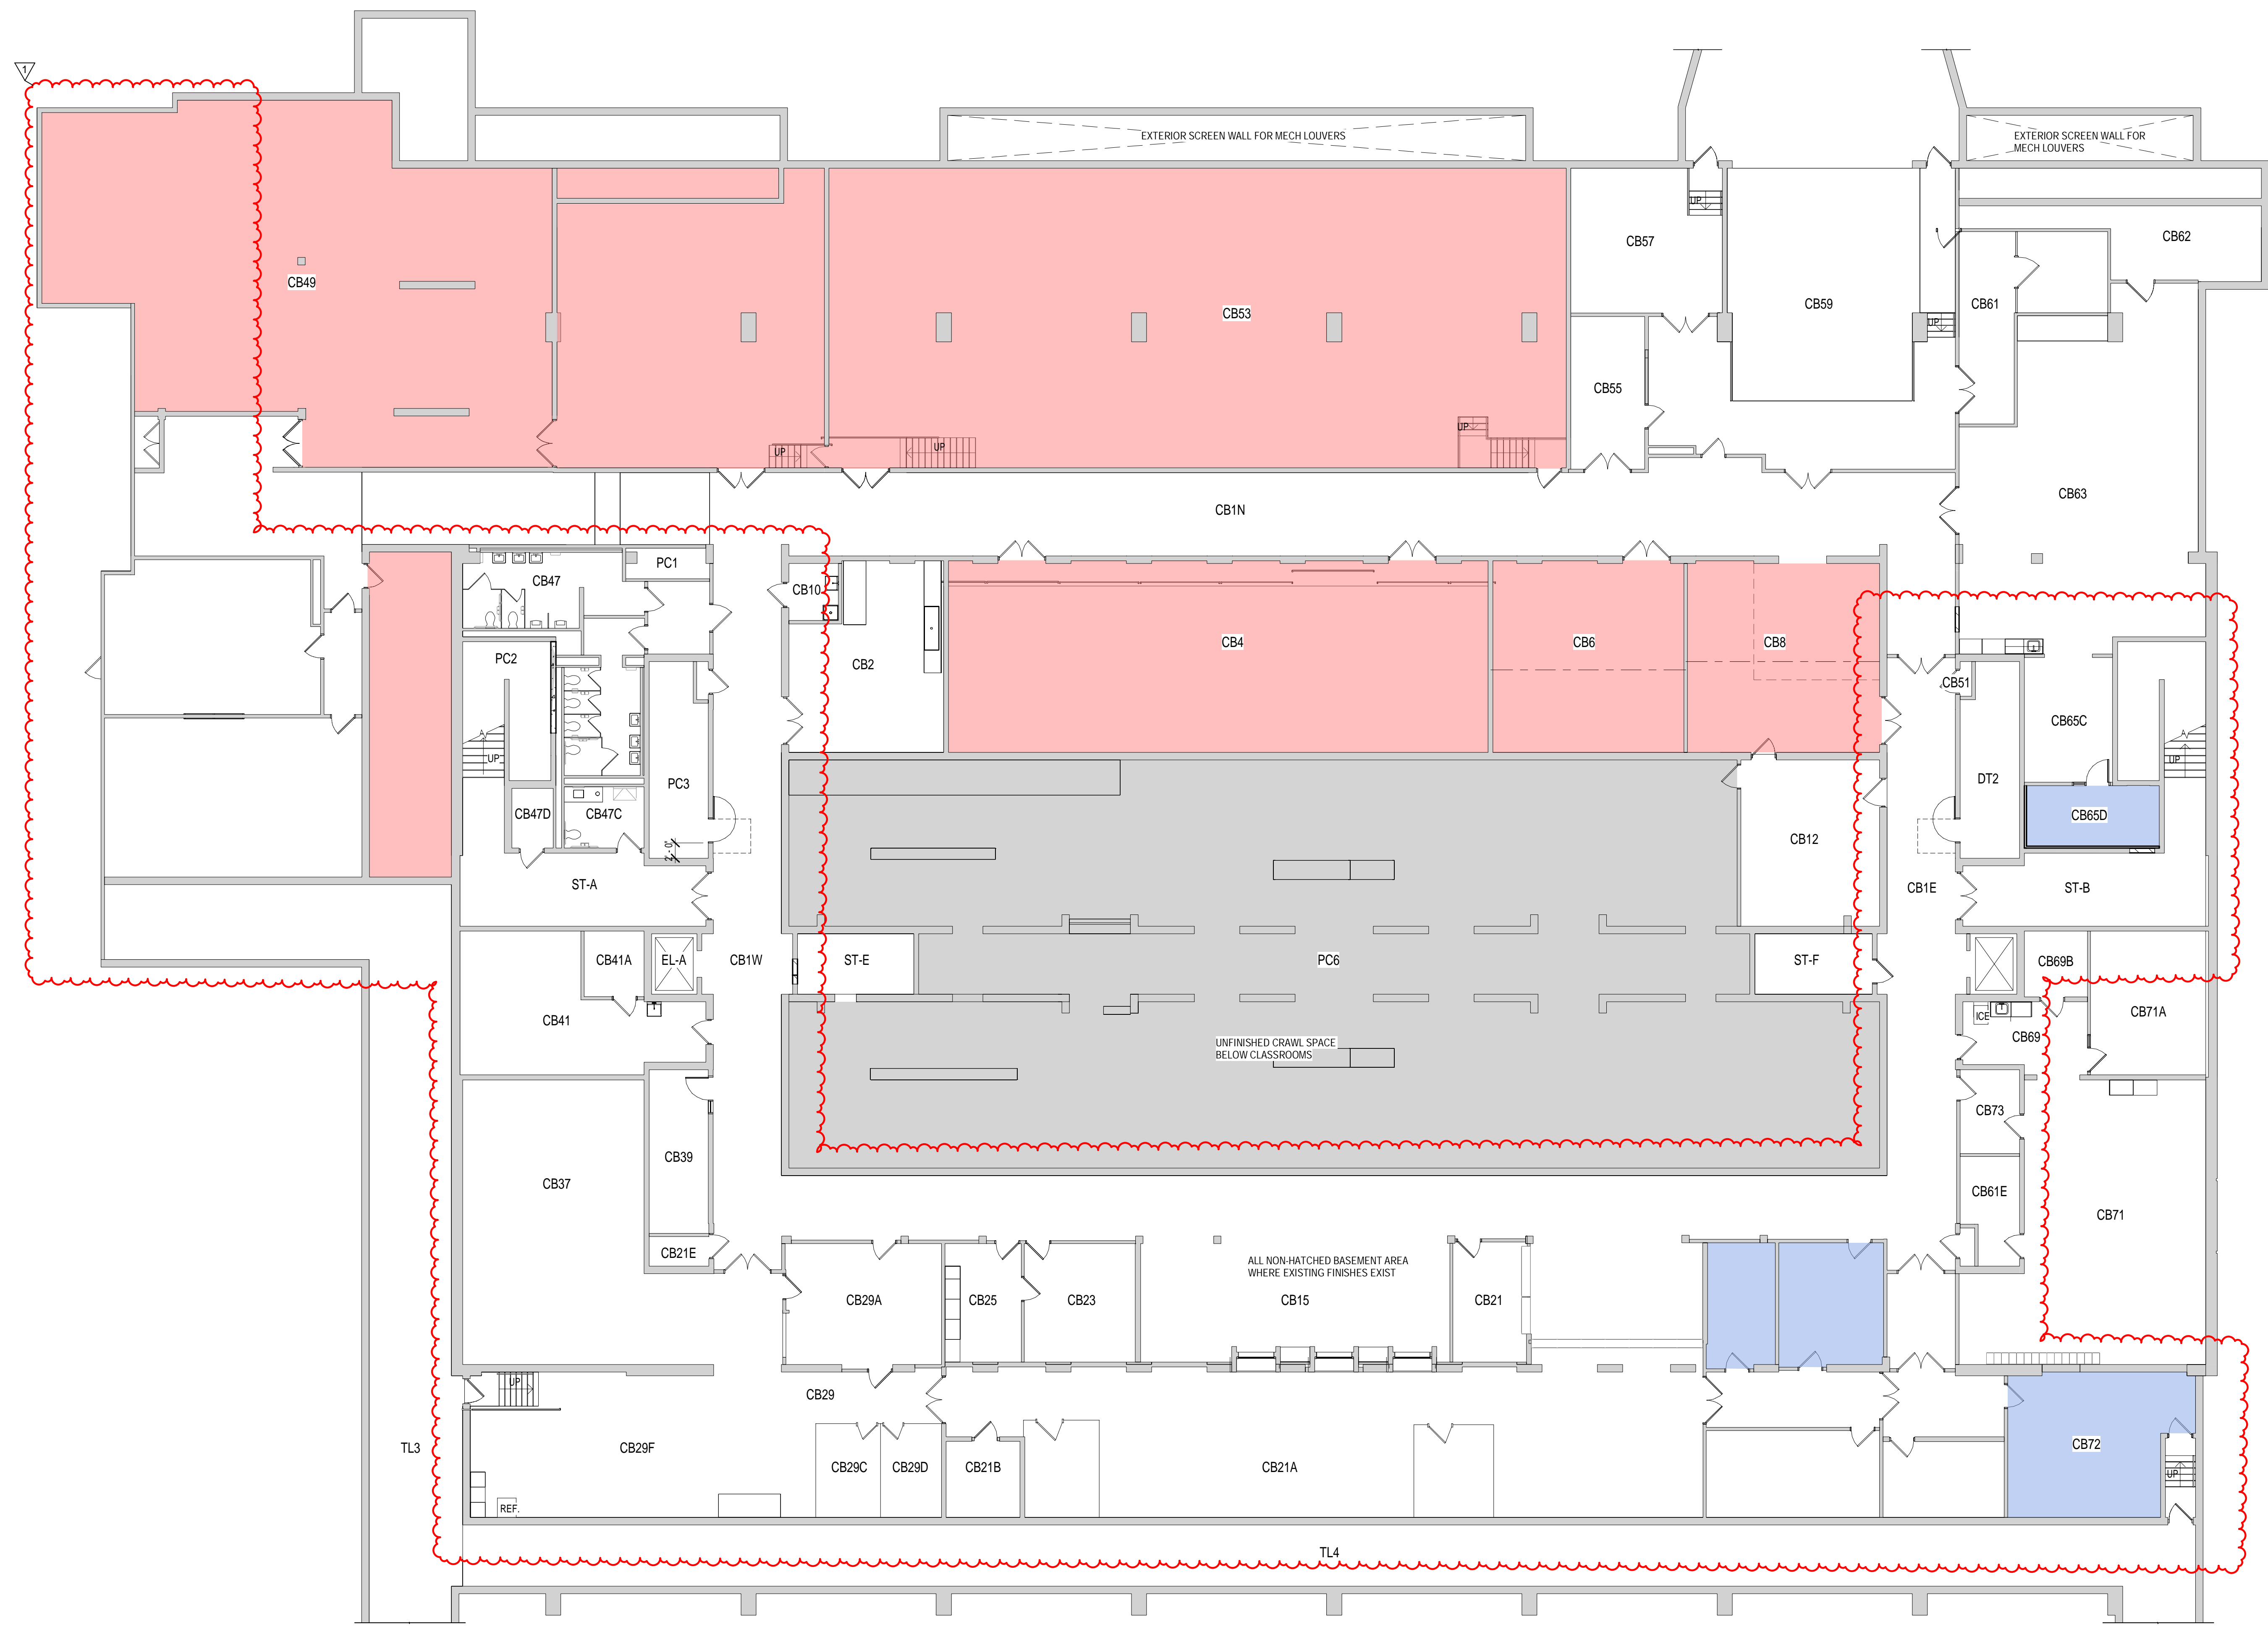 1
EXTERIOR SCREEN WALL FOR MECH LOUVERS
EXTERIOR SCREEN WALL FOR
MECH LOUVERS
UP
CB57
CB62
CB49
CB59
CB61
CB53
UP
CB55
UP
UP
UP
CB63
CB1N
PC1
CB47
CB10
CB4
CB6
CB8
PC2
CB2
CB51
CB65C
UP
UP
DT2
PC3
CB47D
CB47C
CB65D
CB12
2' - 0"
ST-A
CB1E
ST-B
CB41A
EL-A
CB1W
ST-E
PC6
ST-F
CB69B
CB71A
ICE
CB41
CB69
UNFINISHED CRAWL SPACE
BELOW CLASSROOMS
CB73
CB39
CB37
CB61E
CB71
CB21E
ALL NON-HATCHED BASEMENT AREA
WHERE EXISTING FINISHES EXIST
CB29A
CB25
CB23
CB15
CB21
UP
CB29
TL3
CB29F
CB29C
CB29D
CB21B
CB21A
CB72
UP
REF.
TL4